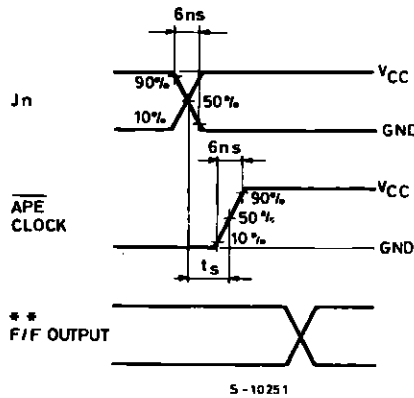 6ns
VCC
90%
Jn
50%
10%
GND
6ns
VCC
90%
APE
50%
CLOCK
10%
GND
ts
**
F/F OUTPUT
S-10251